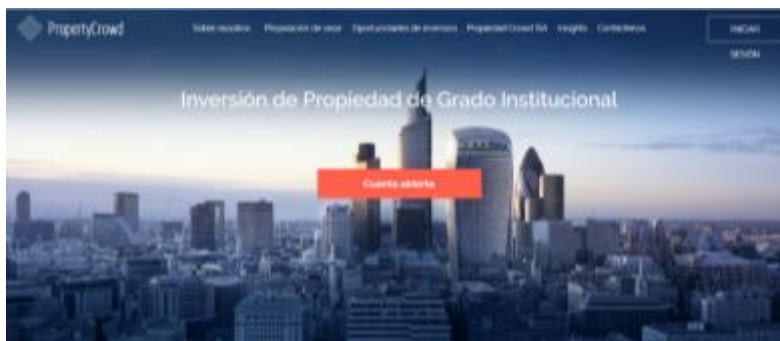 PropertyCrowd
Sobre nosotros Proposición de valor Oportunidades de inversion Propiedad Crowd ISA Insights Contáctenos
INICIAR
SESIÓN
Inversión de Propiedad de Grado Institucional
Cuenta abierta